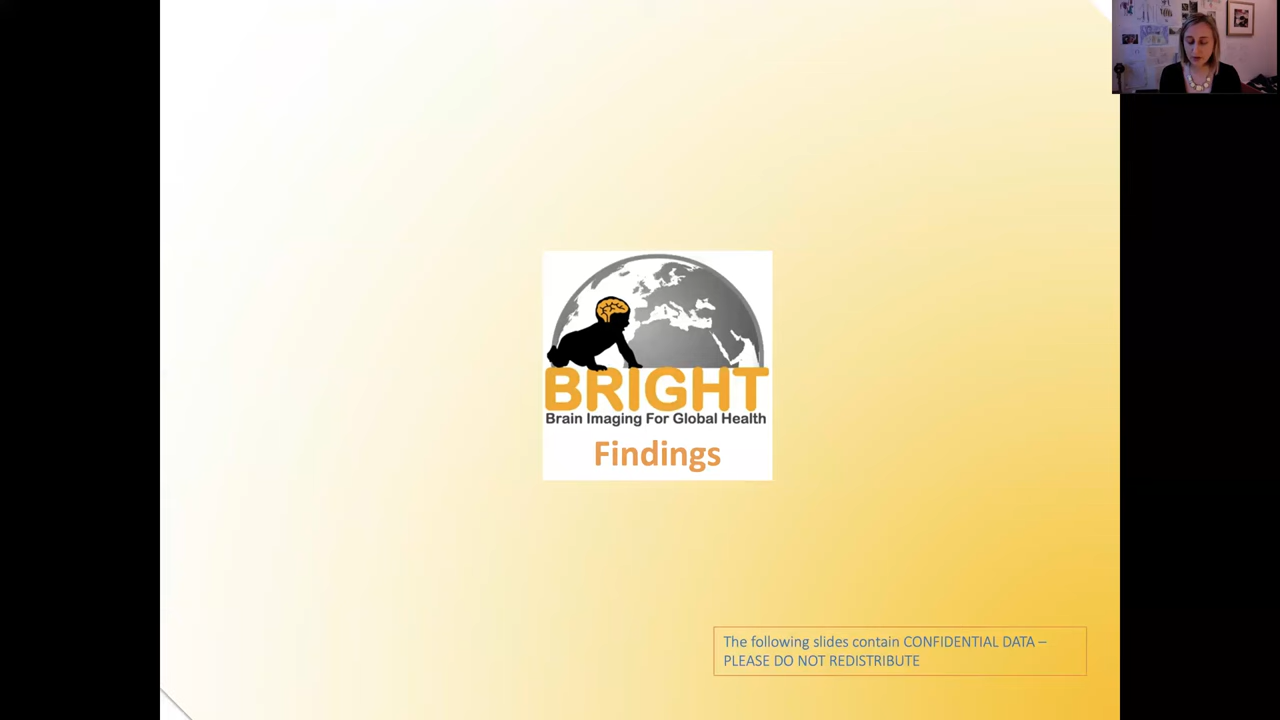 BRIGHT
Brain Imaging For Global Health
Findings
The following slides contain CONFIDENTIAL DATA –
PLEASE DO NOT REDISTRIBUTE